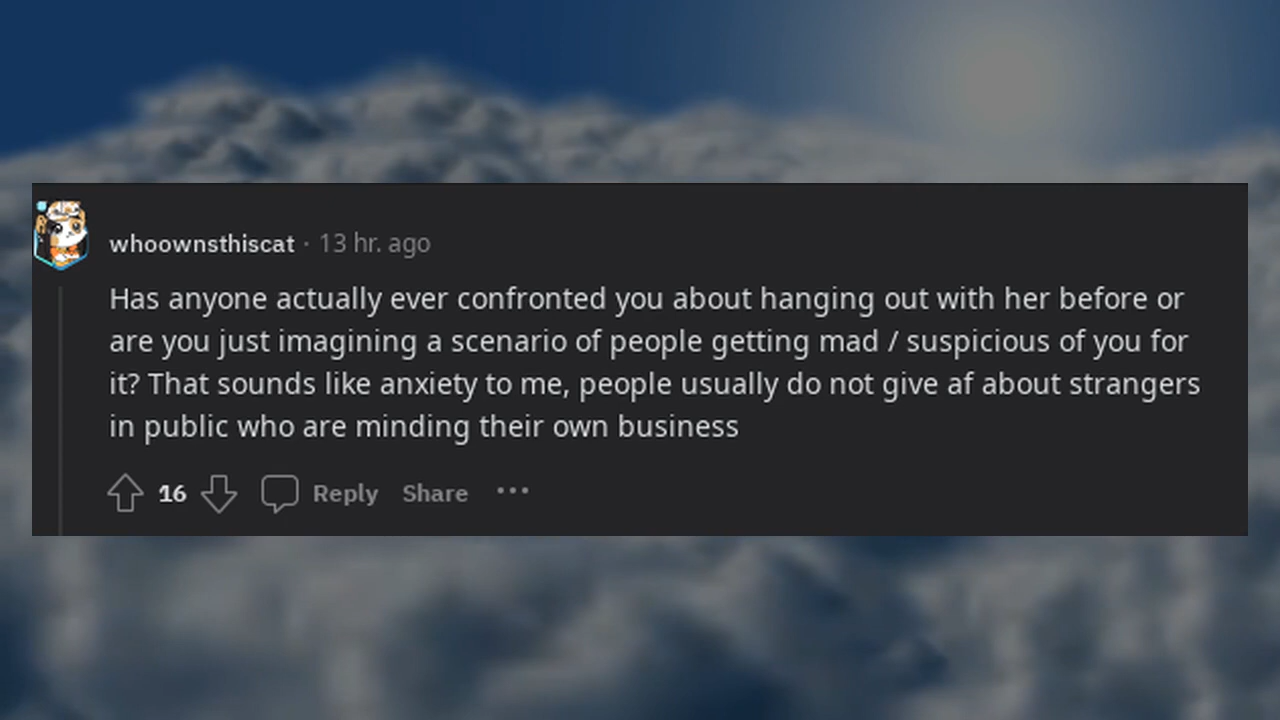 whoownsthiscat · 13 hr. ago
Has anyone actually ever confronted you about hanging out with her before or
are you just imagining a scenario of people getting mad / suspicious of you for
it? That sounds like anxiety to me, people usually do not give af about strangers
in public who are minding their own business
16 Reply Share ···